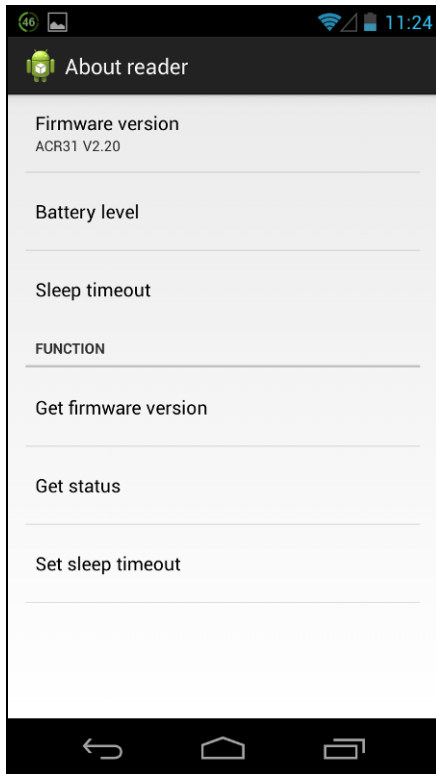 46
11:24
About reader
Firmware version
ACR31 V2.20
Battery level
Sleep timeout
FUNCTION
Get firmware version
Get status
Set sleep timeout